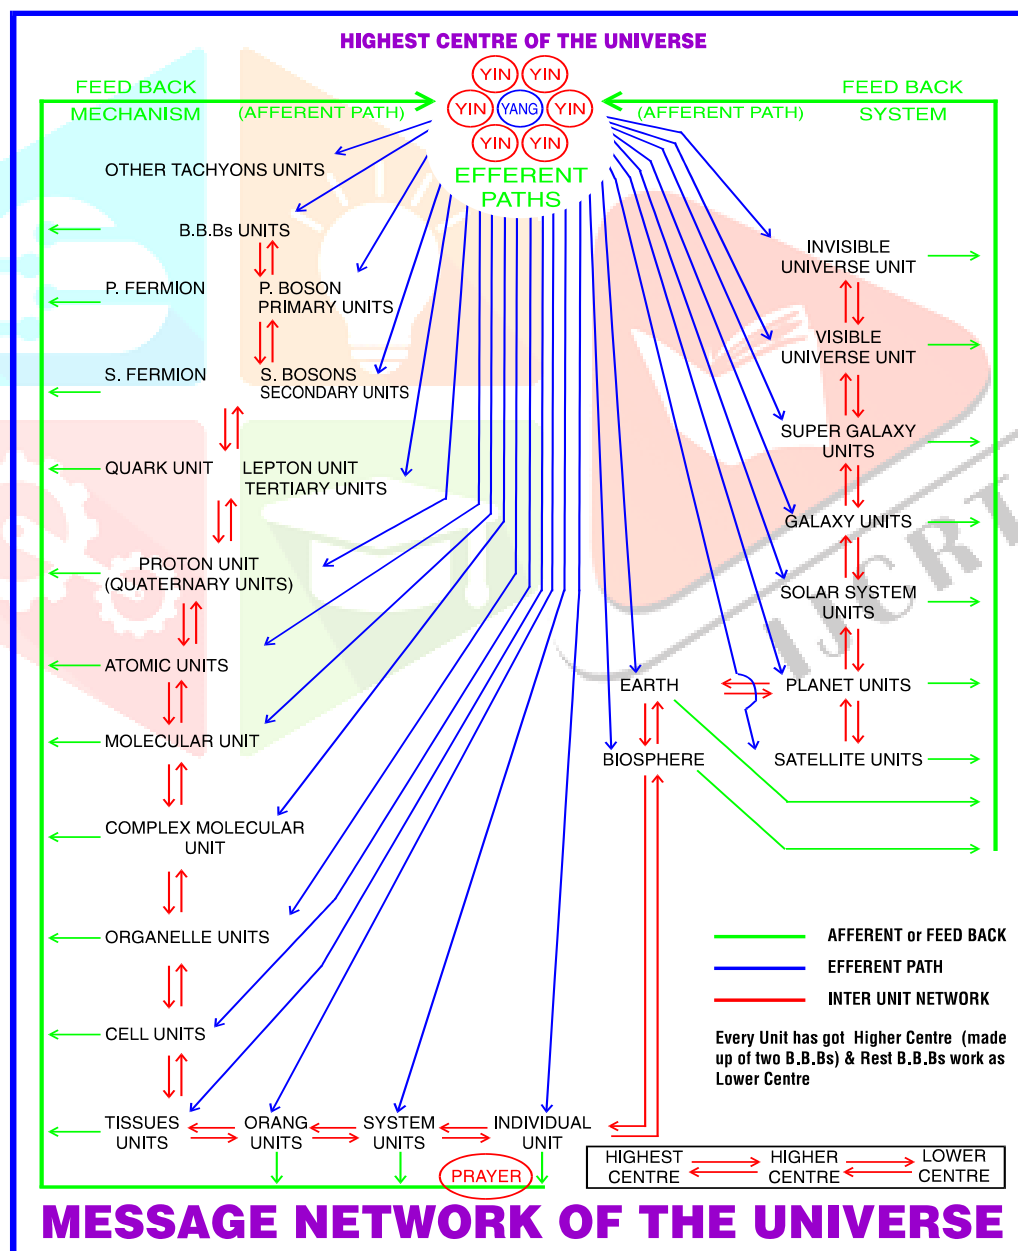 HIGHEST CENTRE OF THE UNIVERSE
YIN YIN
YIN YANG YIN
YIN YIN
FEED BACK
MECHANISM (AFFERENT PATH)
FEED BACK
(AFFERENT PATH) SYSTEM
EFFERENT
PATHS
OTHER TACHYONS UNITS
B.B.Bs UNITS
P. FERMION P. BOSON
PRIMARY UNITS
S. FERMION S. BOSONS
SECONDARY UNITS
QUARK UNIT LEPTON UNIT
TERTIARY UNITS
PROTON UNIT
(QUATERNARY UNITS)
ATOMIC UNITS
MOLECULAR UNIT
COMPLEX MOLECULAR
UNIT
ORGANELLE UNITS
CELL UNITS
TISSUES
UNITS
ORANG
UNITS
SYSTEM
UNITS
INDIVIDUAL
UNIT
PRAYER
INVISIBLE
UNIVERSE UNIT
VISIBLE
UNIVERSE UNIT
SUPER GALAXY
UNITS
GALAXY UNITS
SOLAR SYSTEM
UNITS
EARTH
PLANET UNITS
BIOSPHERE
SATELLITE UNITS
IJCRT
AFFERENT or FEED BACK
EFFERENT PATH
INTER UNIT NETWORK
Every Unit has got Higher Centre (made
up of two B.B.Bs) & Rest B.B.Bs work as
Lower Centre
HIGHEST
CENTRE
HIGHER
CENTRE
LOWER
CENTRE
MESSAGE NETWORK OF THE UNIVERSE